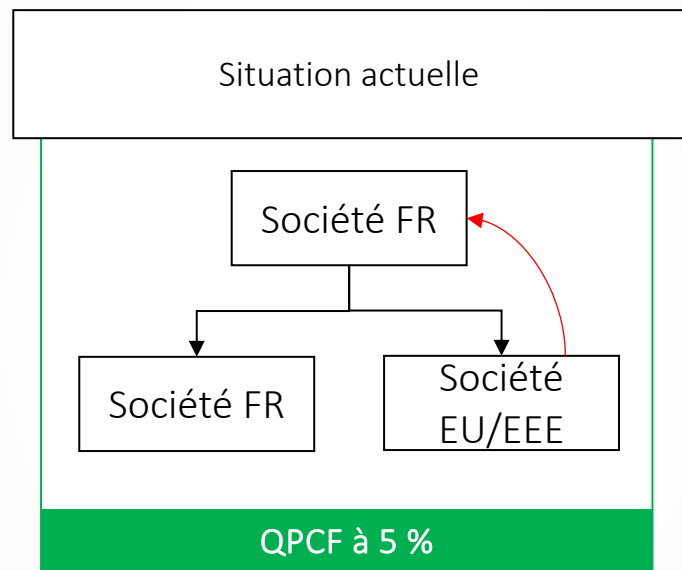 Situation actuelle
Société FR
Société FR
Société
EU/EEE
QPCF à 5 %